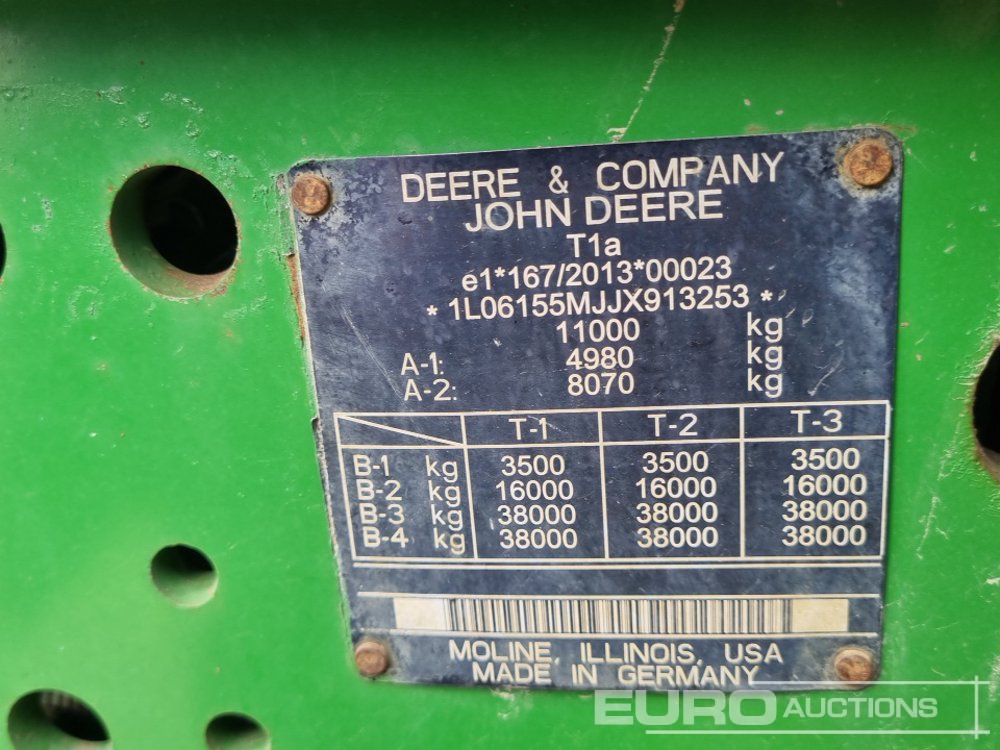 DEERE & COMPANY
JOHN DEERE
T1a
e1*167/2013*00023
* 1L06155MJJX913253 *
11000 kg
A-1: 4980 kg
A-2: 8070 kg
T-1 T-2 T-3
B-1 kg 3500 3500 3500
B-2 kg 16000 16000 16000
B-3 kg 38000 38000 38000
B-4 kg 38000 38000 38000
MOLINE, ILLINOIS, USA
MADE IN GERMANY
EURO AUCTIONS